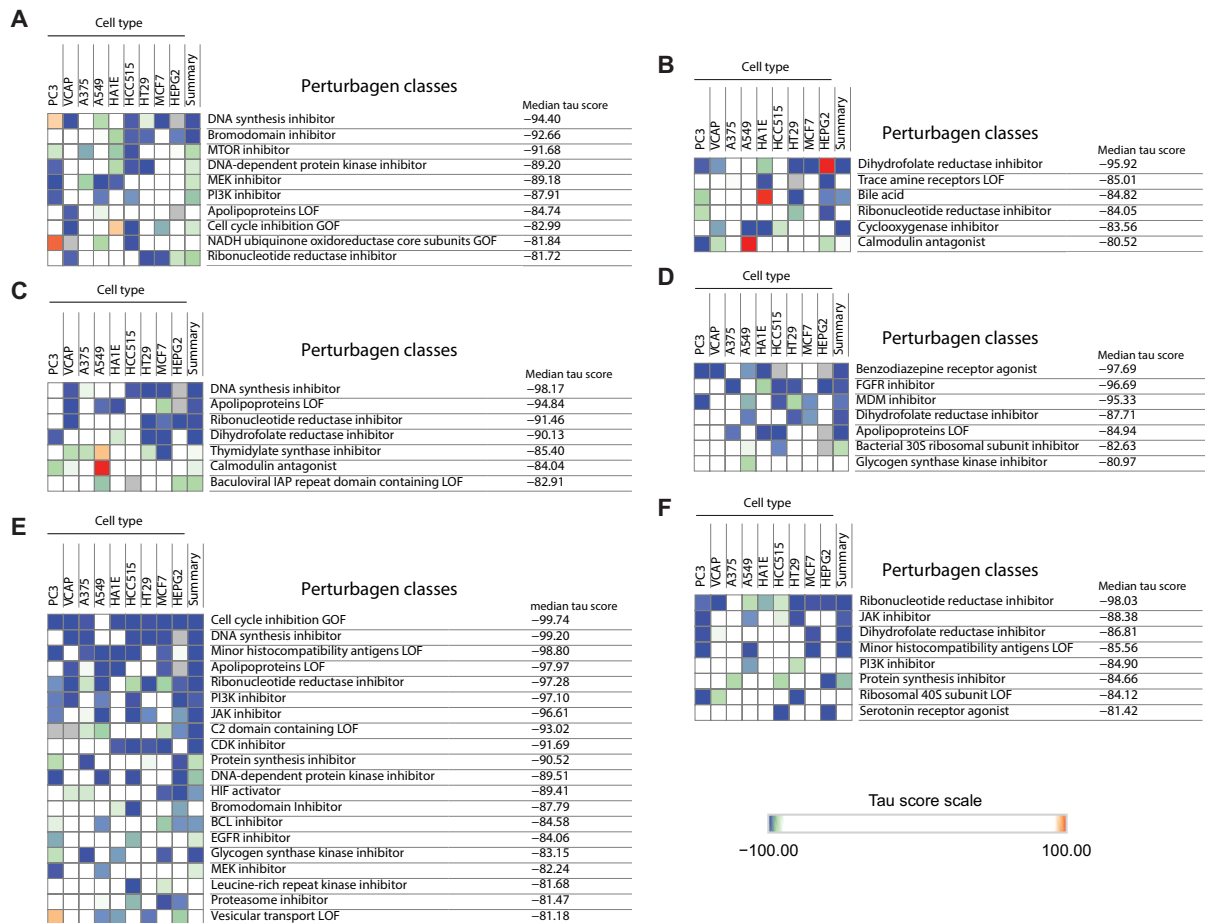 A
Cell type
PC3 VCAP A375 A549 HA1E HCC515 HT29 MCF7 HEPG2 Summary
Perturbagen classes
Median tau score
DNA synthesis inhibitor −94.40
Bromodomain inhibitor −92.66
MTOR inhibitor −91.68
DNA-dependent protein kinase inhibitor −89.20
MEK inhibitor −89.18
PI3K inhibitor −87.91
Apolipoproteins LOF −84.74
Cell cycle inhibition GOF −82.99
NADH ubiquinone oxidoreductase core subunits GOF −81.84
Ribonucleotide reductase inhibitor −81.72
B
Cell type
PC3 VCAP A375 A549 HA1E HCC515 HT29 MCF7 HEPG2 Summary
Perturbagen classes
Median tau score
Dihydrofolate reductase inhibitor −95.92
Trace amine receptors LOF −85.01
Bile acid −84.82
Ribonucleotide reductase inhibitor −84.05
Cyclooxygenase inhibitor −83.56
Calmodulin antagonist −80.52
C
Cell type
PC3 VCAP A375 A549 HA1E HCC515 HT29 MCF7 HEPG2 Summary
Perturbagen classes
Median tau score
DNA synthesis inhibitor −98.17
Apolipoproteins LOF −94.84
Ribonucleotide reductase inhibitor −91.46
Dihydrofolate reductase inhibitor −90.13
Thymidylate synthase inhibitor −85.40
Calmodulin antagonist −84.04
Baculoviral IAP repeat domain containing LOF −82.91
D
Cell type
PC3 VCAP A375 A549 HA1E HCC515 HT29 MCF7 HEPG2 Summary
Perturbagen classes
Median tau score
Benzodiazepine receptor agonist −97.69
FGFR inhibitor −96.69
MDM inhibitor −95.33
Dihydrofolate reductase inhibitor −87.71
Apolipoproteins LOF −84.94
Bacterial 30S ribosomal subunit inhibitor −82.63
Glycogen synthase kinase inhibitor −80.97
E
Cell type
PC3 VCAP A375 A549 HA1E HCC515 HT29 MCF7 HEPG2 Summary
Perturbagen classes
median tau score
Cell cycle inhibition GOF −99.74
DNA synthesis inhibitor −99.20
Minor histocompatibility antigens LOF −98.80
Apolipoproteins LOF −97.97
Ribonucleotide reductase inhibitor −97.28
PI3K inhibitor −97.10
JAK inhibitor −96.61
C2 domain containing LOF −93.02
CDK inhibitor −91.69
Protein synthesis inhibitor −90.52
DNA-dependent protein kinase inhibitor −89.51
HIF activator −89.41
Bromodomain Inhibitor −87.79
BCL inhibitor −84.58
EGFR inhibitor −84.06
Glycogen synthase kinase inhibitor −83.15
MEK inhibitor −82.24
Leucine-rich repeat kinase inhibitor −81.68
Proteasome inhibitor −81.47
Vesicular transport LOF −81.18
F
Cell type
PC3 VCAP A375 A549 HA1E HCC515 HT29 MCF7 HEPG2 Summary
Perturbagen classes
Median tau score
Ribonucleotide reductase inhibitor −98.03
JAK inhibitor −88.38
Dihydrofolate reductase inhibitor −86.81
Minor histocompatibility antigens LOF −85.56
PI3K inhibitor −84.90
Protein synthesis inhibitor −84.66
Ribosomal 40S subunit LOF −84.12
Serotonin receptor agonist −81.42
Tau score scale
−100.00 100.00